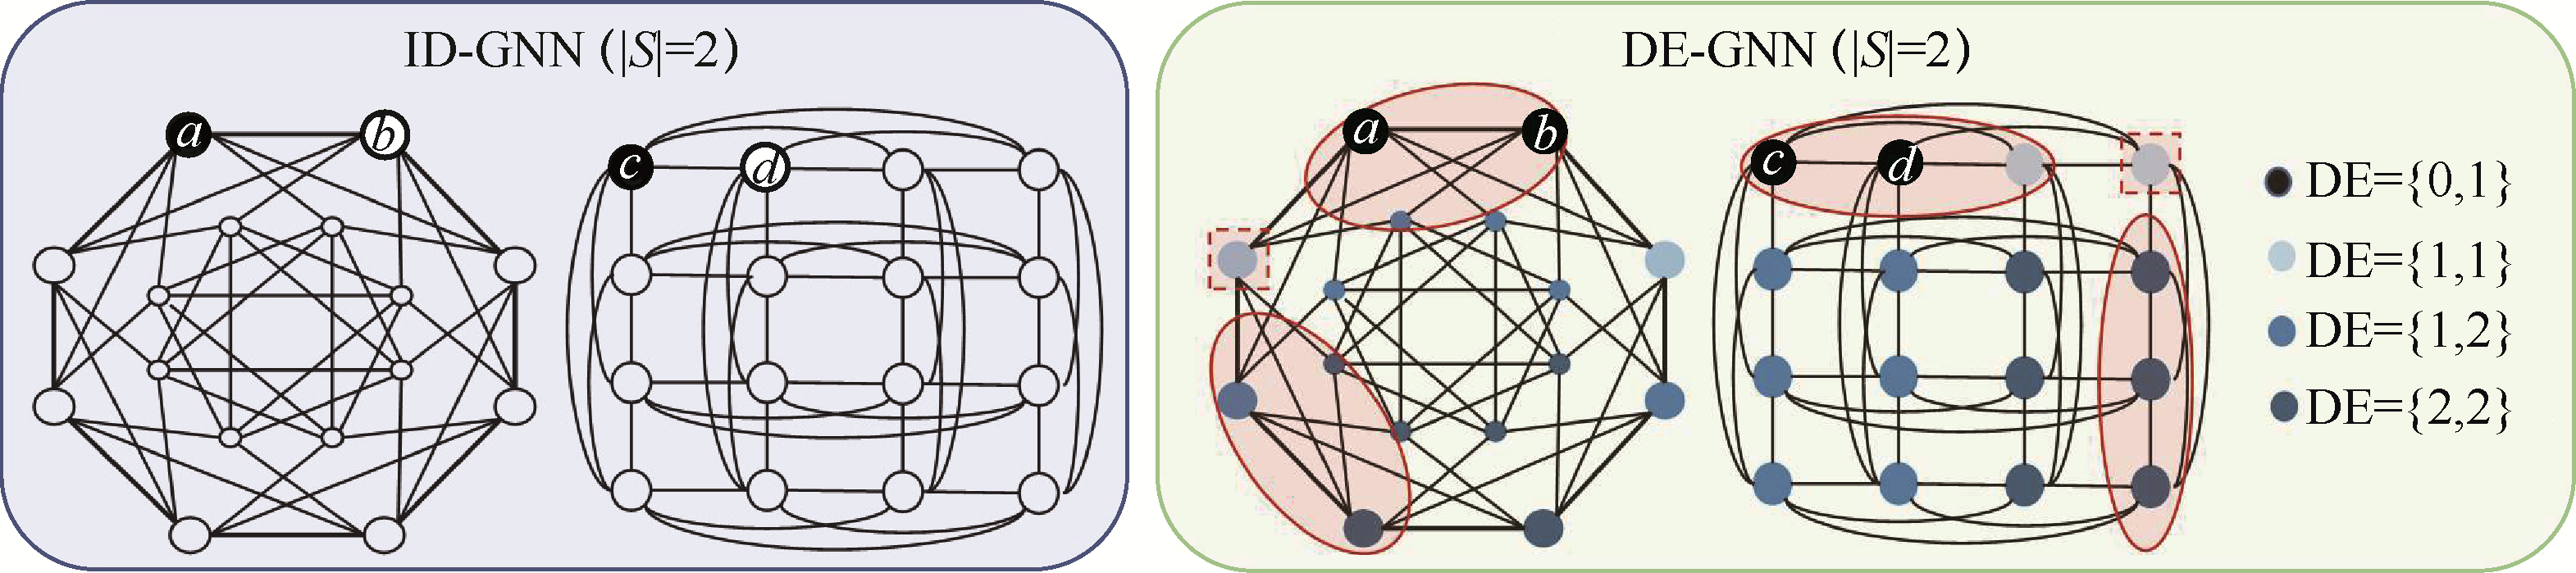 ID-GNN (|S|=2)
a b
c d
DE-GNN (|S|=2)
a b
c d
DE={0,1}
DE={1,1}
DE={1,2}
DE={2,2}